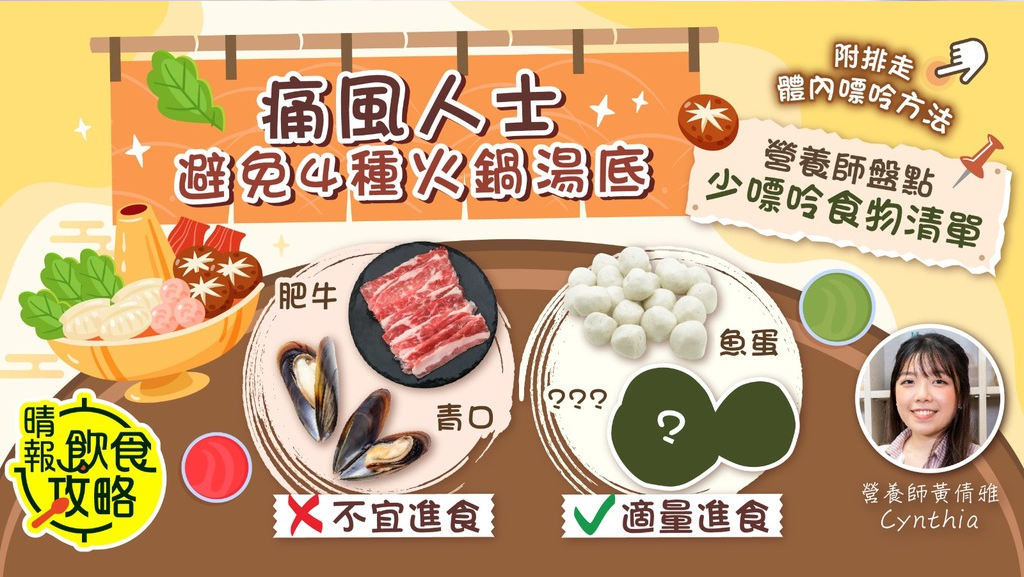 痛風人士
避免4種火鍋湯底
附排走
體內嘌呤方法
營養師盤點
少嘌呤食物清單
肥牛
青口
魚蛋
???
?
不宜進食
適量進食
晴報
飲食
攻略
營養師黃倩雅
Cynthia